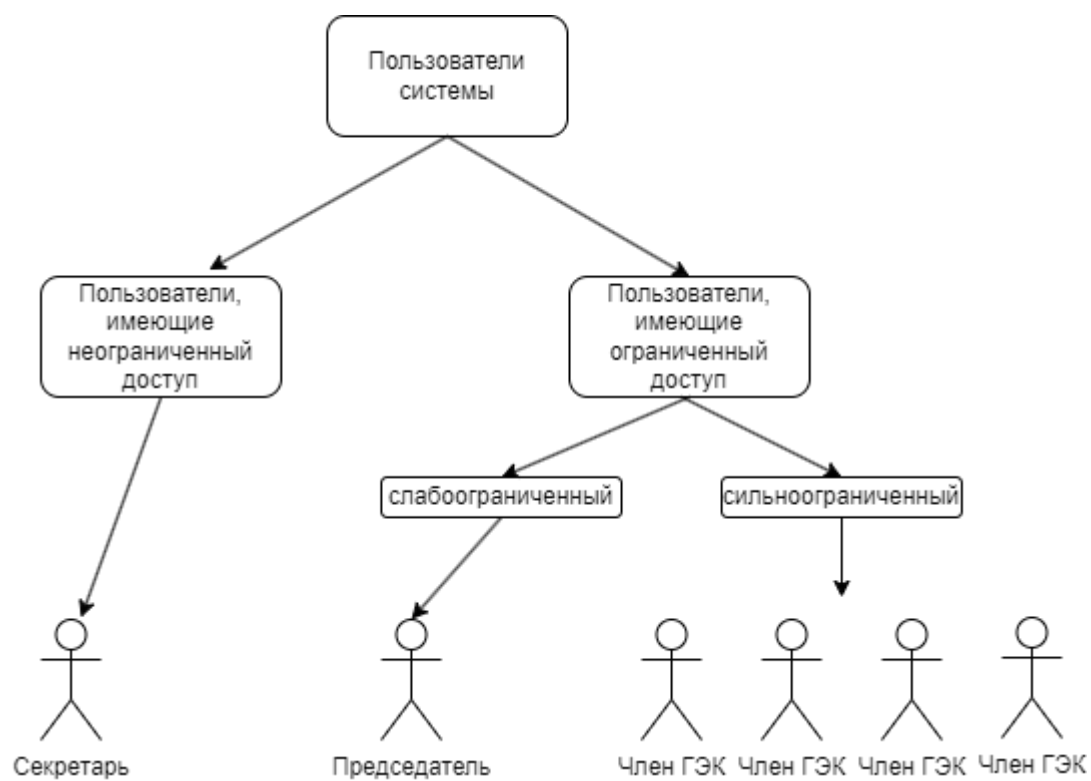 Пользователи
системы
Пользователи,
имеющие
неограниченный
доступ
Пользователи,
имеющие
ограниченный
доступ
слабоограниченный
сильноограниченный
Секретарь
Председатель
Член ГЭК
Член ГЭК
Член ГЭК
Член ГЭК